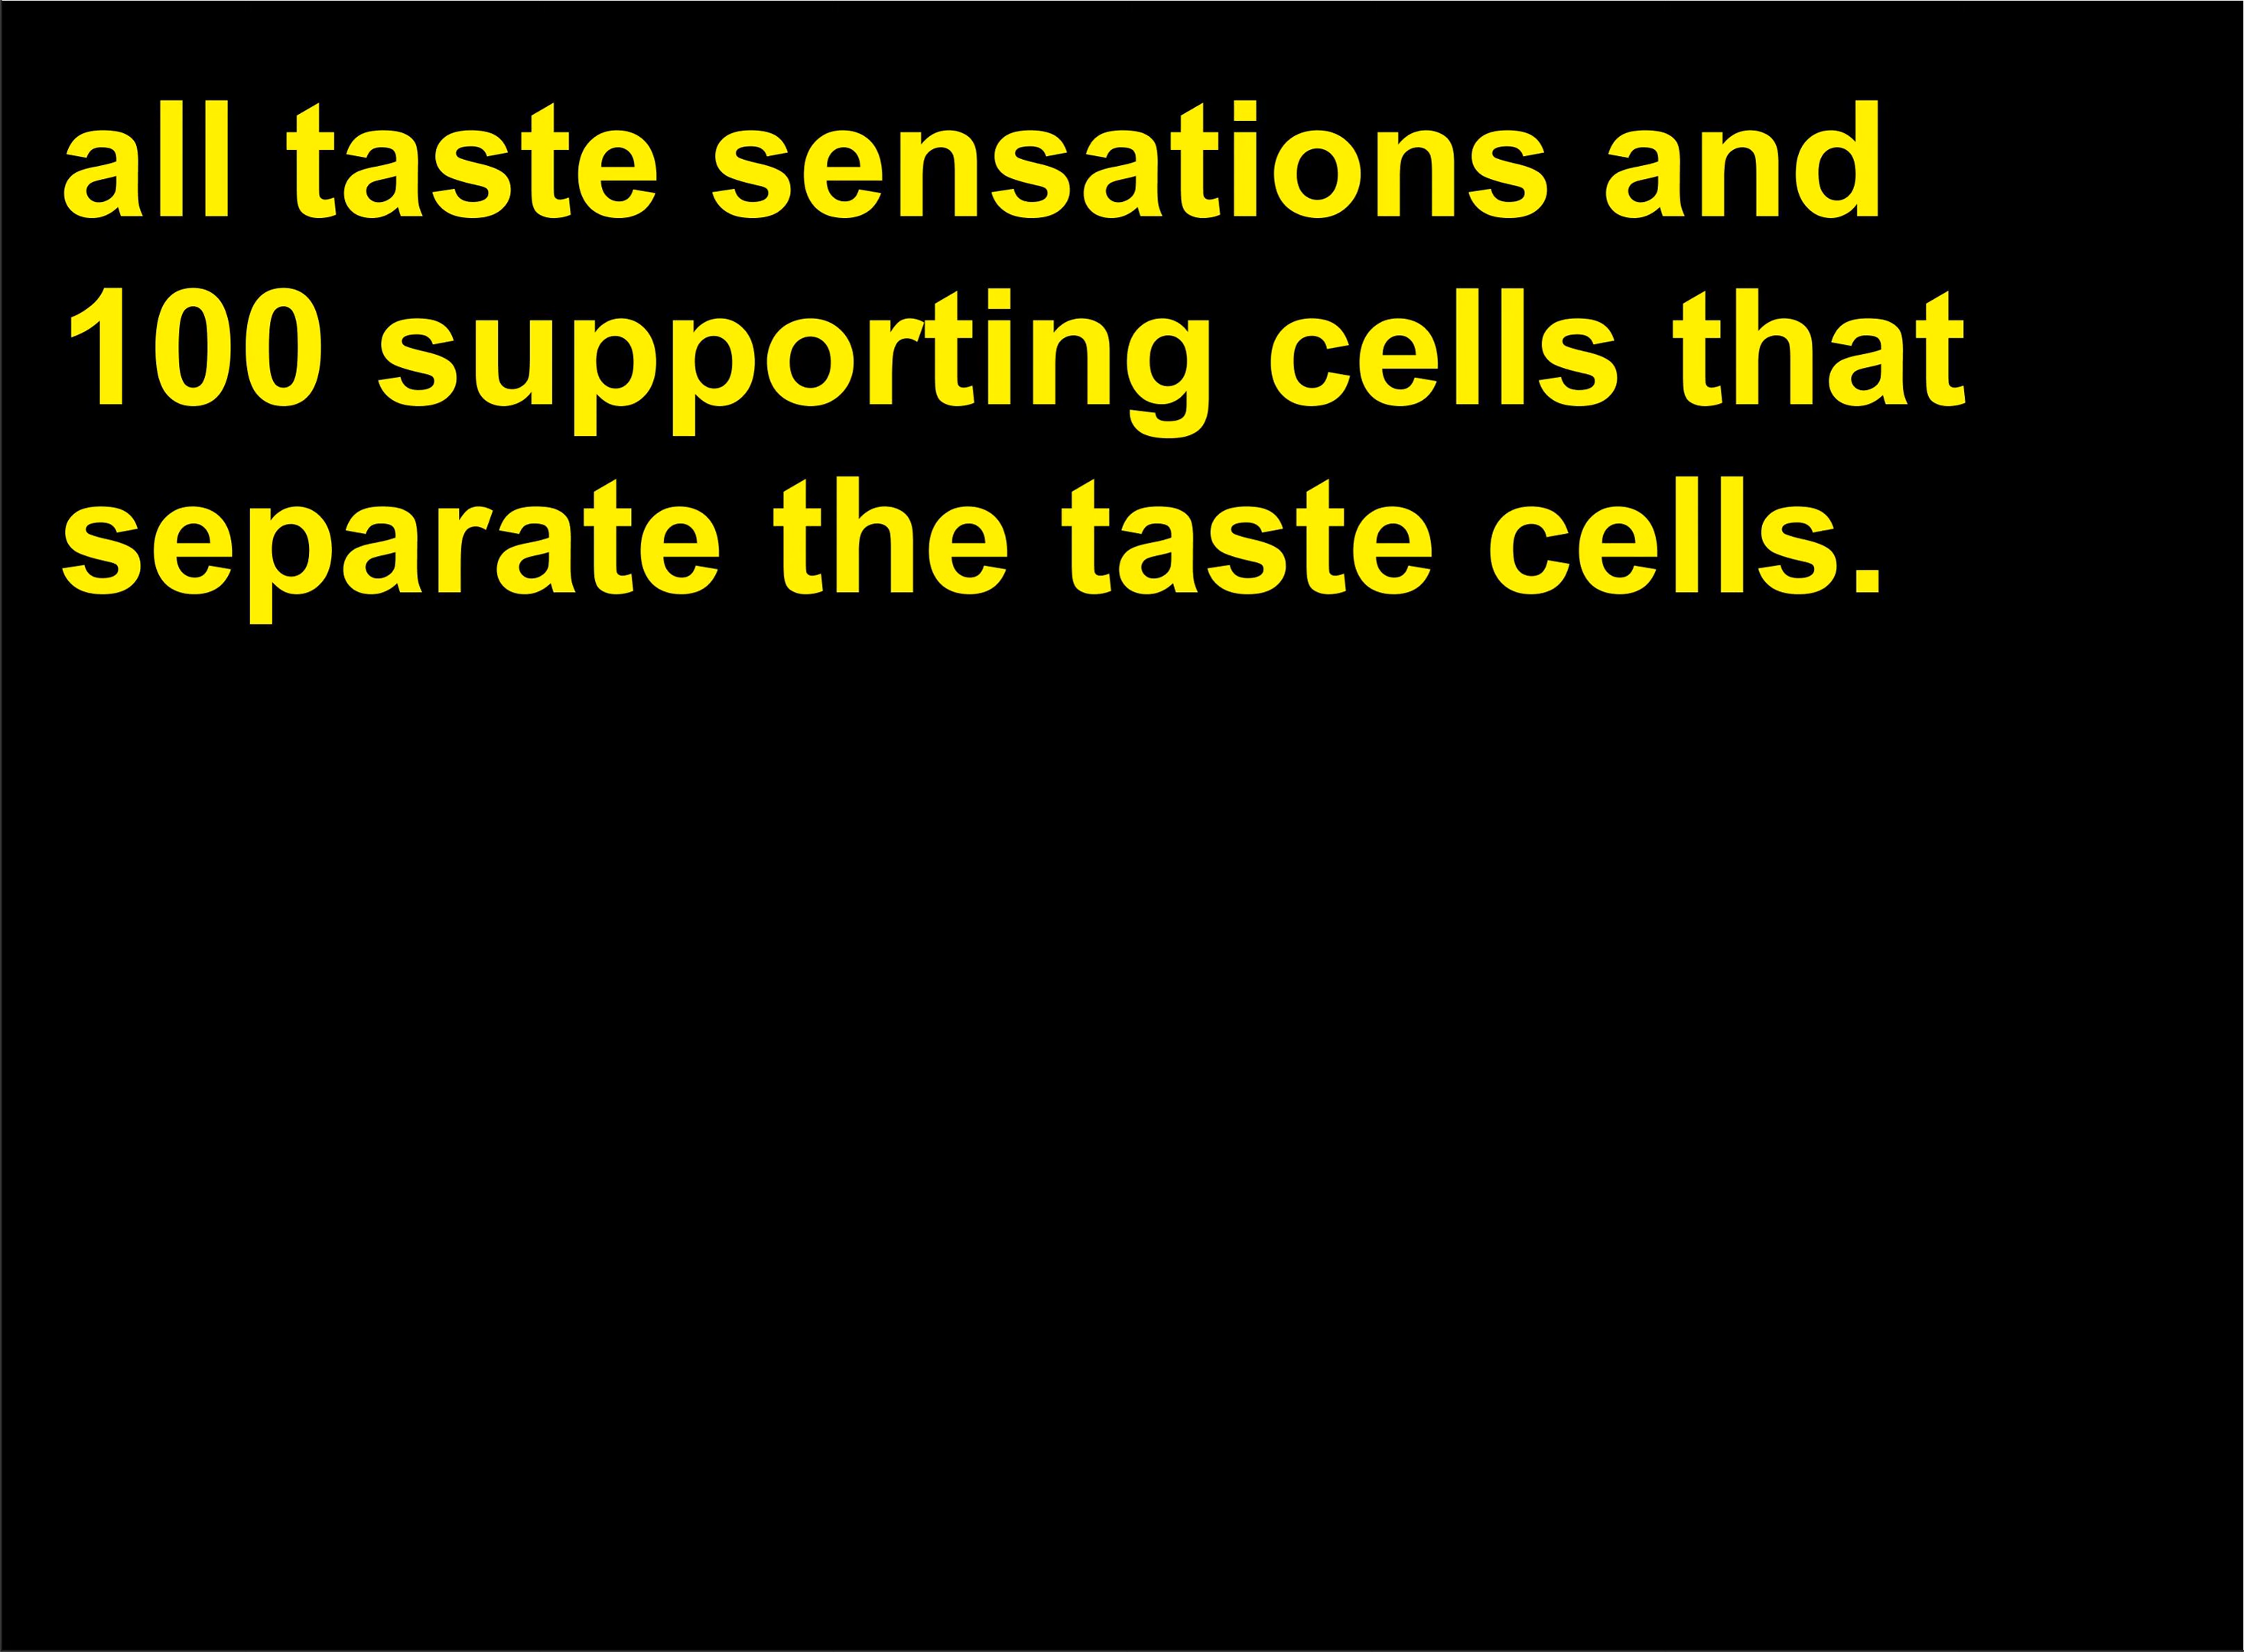 all taste sensations and
100 supporting cells that
separate the taste cells.